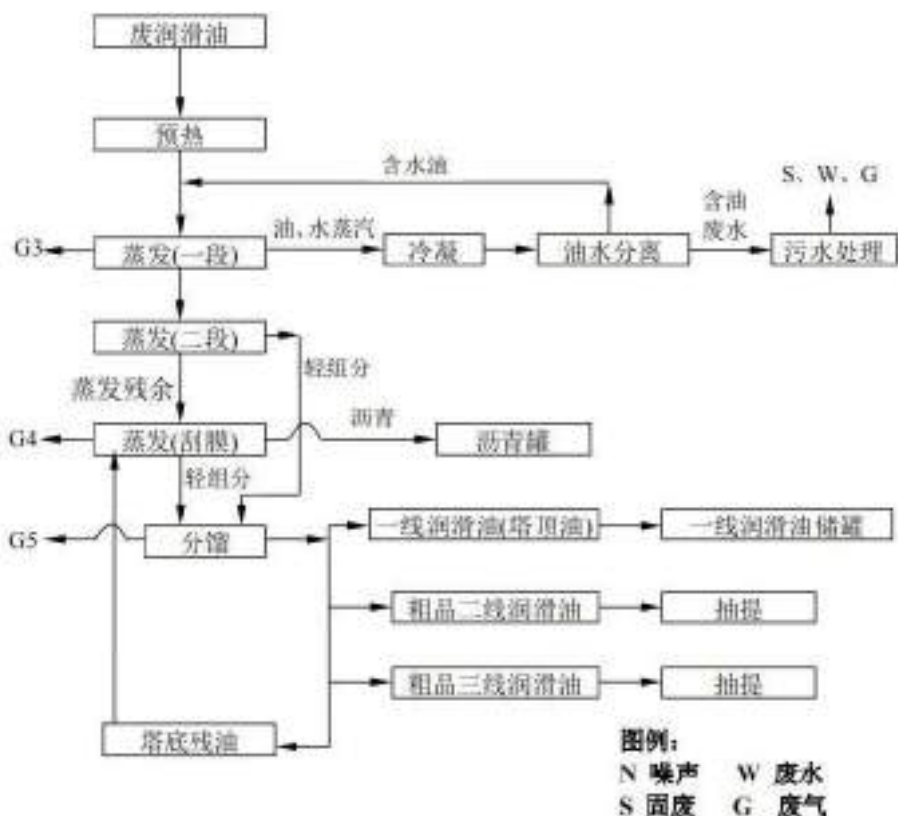 废润滑油
预热
含水油
S、W、G
G3
蒸发(一段)
油、水蒸汽
冷凝
油水分离
含油
废水
污水处理
蒸发(二段)
轻组分
蒸发残余
G4
蒸发(刮膜)
沥青
沥青罐
轻组分
G5
分馏
一线润滑油(塔顶油)
一线润滑油储罐
粗品二线润滑油
抽提
粗品三线润滑油
抽提
塔底残油
图例：
N 噪声 W 废水
S 固废 G 废气